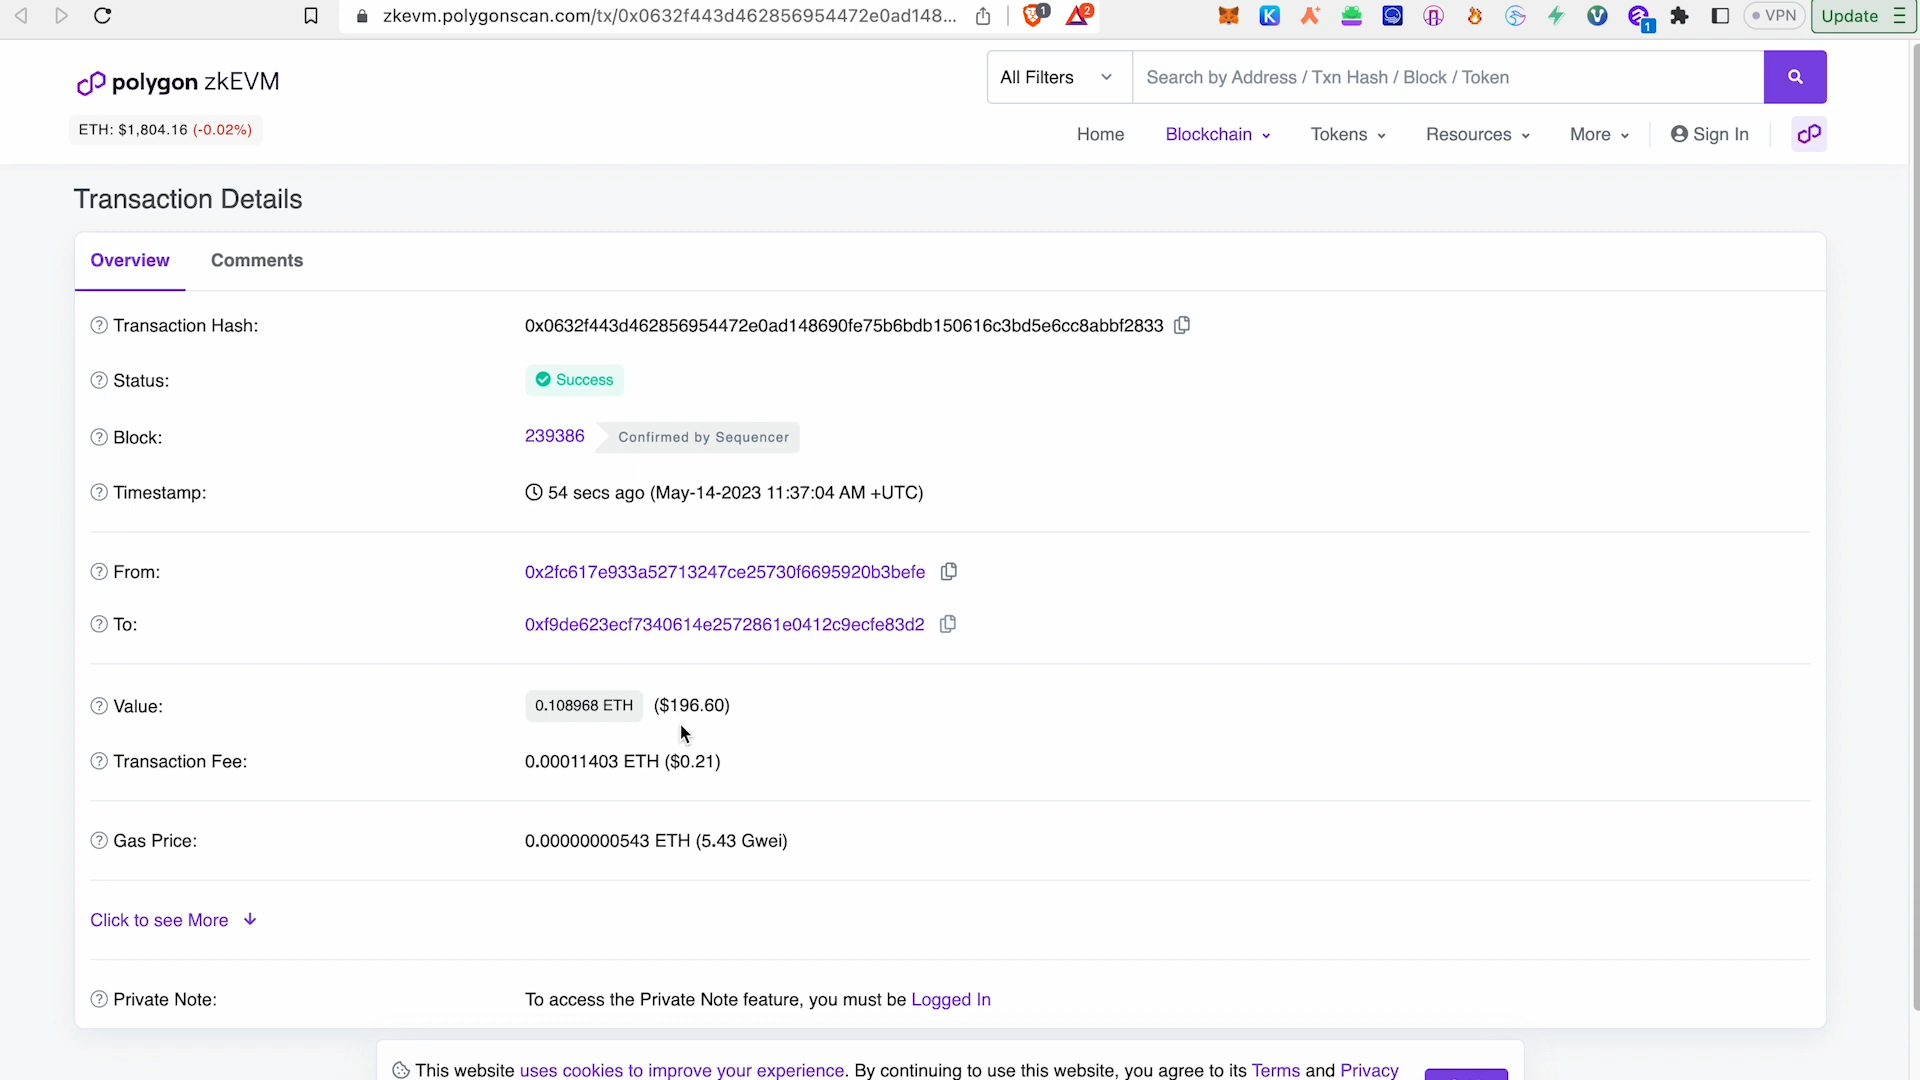 zkevm.polygonscan.com/tx/0x0632f443d462856954472e0ad148...
1
2
1
VPN
Update
polygon zkEVM
All Filters
Search by Address / Txn Hash / Block / Token
ETH: $1,804.16 (-0.02%)
Home
Blockchain
Tokens
Resources
More
Sign In
Transaction Details
Overview
Comments
Transaction Hash:
0x0632f443d462856954472e0ad148690fe75b6bdb150616c3bd5e6cc8abbf2833
Status:
Success
Block:
239386
Confirmed by Sequencer
Timestamp:
54 secs ago (May-14-2023 11:37:04 AM +UTC)
From:
0x2fc617e933a52713247ce25730f6695920b3befe
To:
0xf9de623ecf7340614e2572861e0412c9ecfe83d2
Value:
0.108968 ETH
($196.60)
Transaction Fee:
0.00011403 ETH ($0.21)
Gas Price:
0.00000000543 ETH (5.43 Gwei)
Click to see More
Private Note:
To access the Private Note feature, you must be Logged In
This website uses cookies to improve your experience. By continuing to use this website, you agree to its Terms and Privacy